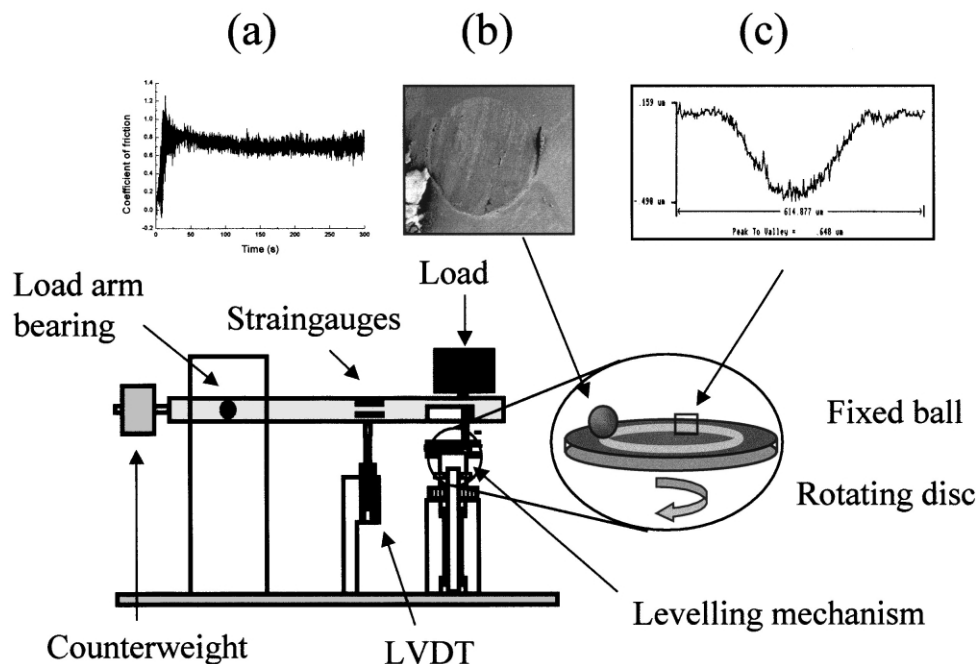 (a)
(b)
(c)
Coefficient of friction
1.4
1.2
1.0
0.8
0.6
0.4
0.2
0.0
-0.2
0
50
100
150
200
250
300
Time (s)
.159 um
-.490 um
614.877 um
Peak To Valley = .648 um
Load arm
bearing
Straingauges
Load
Fixed ball
Rotating disc
Levelling mechanism
Counterweight
LVDT